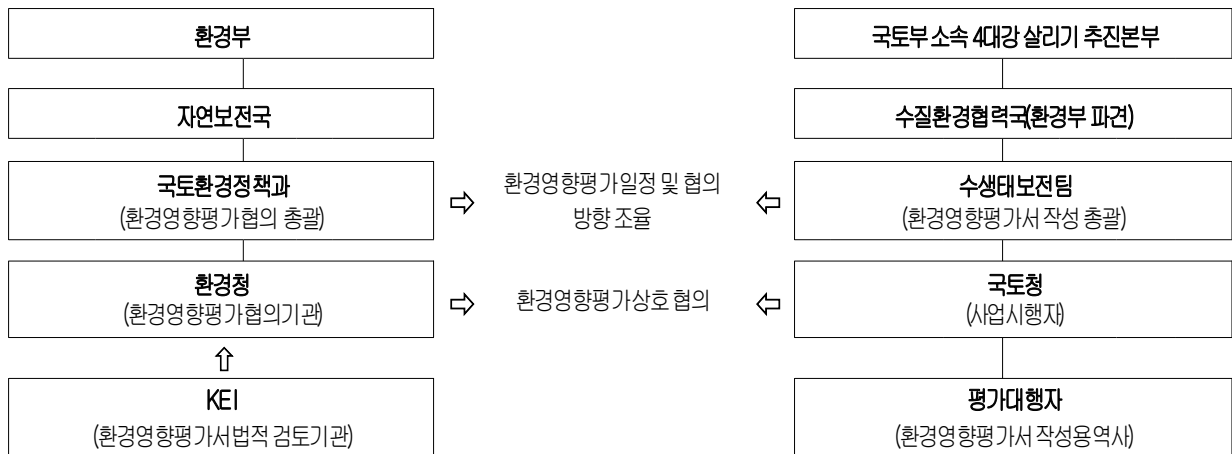 환경부
국토부 소속 4대강 살리기 추진본부
자연보전국
수질환경협력국(환경부 파견)
국토환경정책과
(환경영향평가협의 총괄)
환경영향평가일정 및 협의
방향 조율
수생태보전팀
(환경영향평가서 작성 총괄)
환경청
(환경영향평가협의기관)
환경영향평가상호 협의
국토청
(사업시행자)
KEI
(환경영향평가서법적 검토기관)
평가대행자
(환경영향평가서 작성용역사)